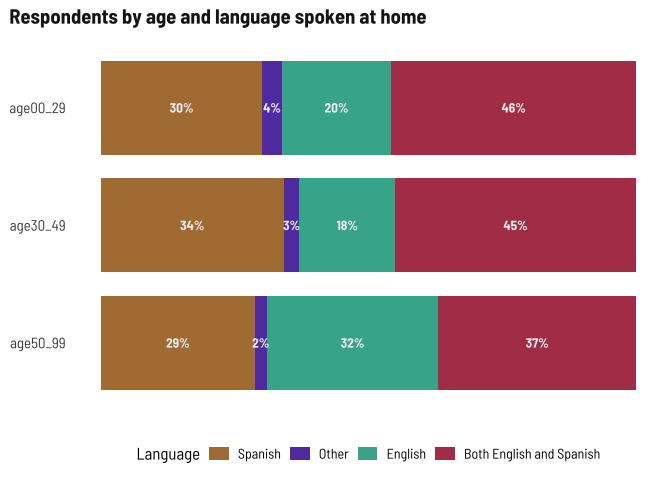 Respondents by age and language spoken at home
age00_29 30% 4% 20% 46%
age30_49 34% 3% 18% 45%
age50_99 29% 2% 32% 37%
Language Spanish Other English Both English and Spanish